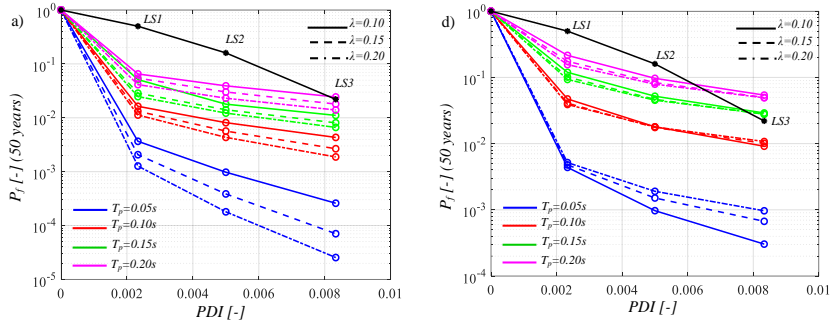 a)
10⁰
10⁻¹
10⁻²
10⁻³
10⁻⁴
10⁻⁵
P_f [-] (50 years)
LS1
LS2
LS3
λ=0.10
λ=0.15
λ=0.20
T_p=0.05s
T_p=0.10s
T_p=0.15s
T_p=0.20s
0 0.002 0.004 0.006 0.008 0.01
PDI [-]
d)
10⁰
10⁻¹
10⁻²
10⁻³
10⁻⁴
P_f [-] (50 years)
LS1
LS2
LS3
λ=0.10
λ=0.15
λ=0.20
T_p=0.05s
T_p=0.10s
T_p=0.15s
T_p=0.20s
0 0.002 0.004 0.006 0.008 0.01
PDI [-]